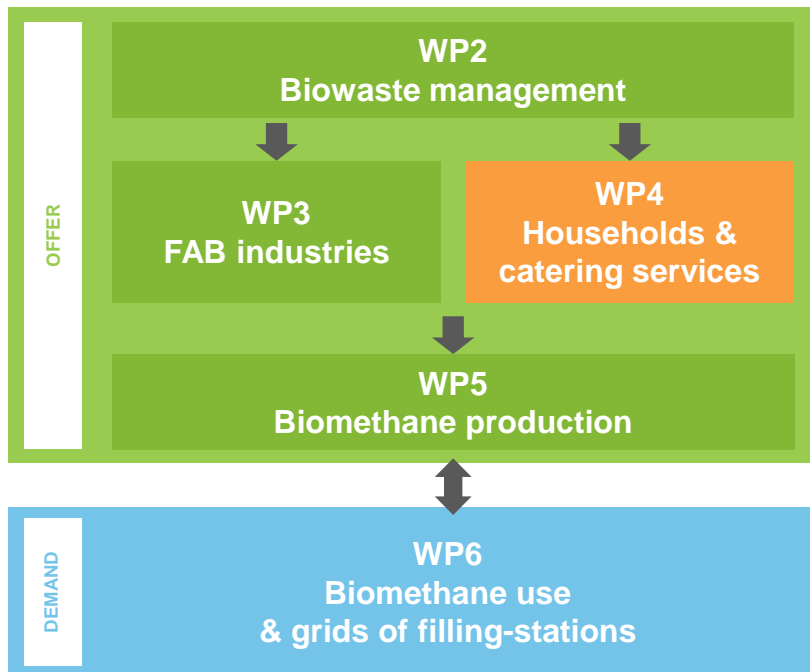 OFFER
WP2
Biowaste management
WP3
FAB industries
WP4
Households &
catering services
WP5
Biomethane production
DEMAND
WP6
Biomethane use
& grids of filling-stations